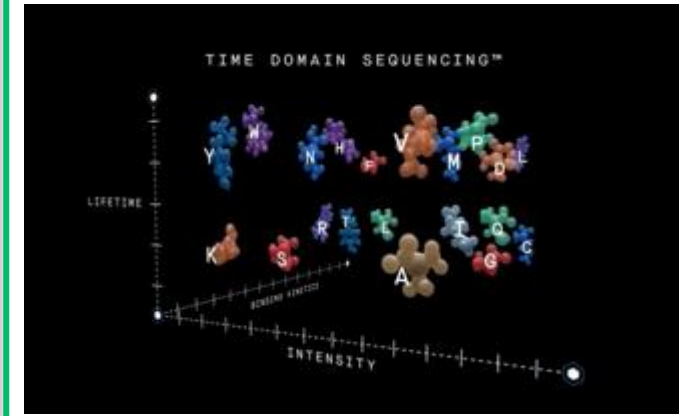 TIME DOMAIN SEQUENCING™
W
Y
N
H
F
V
M
P
D
L
LIFETIME
K
S
R
T
L
A
I
Q
G
C
BINDING KINETICS
INTENSITY